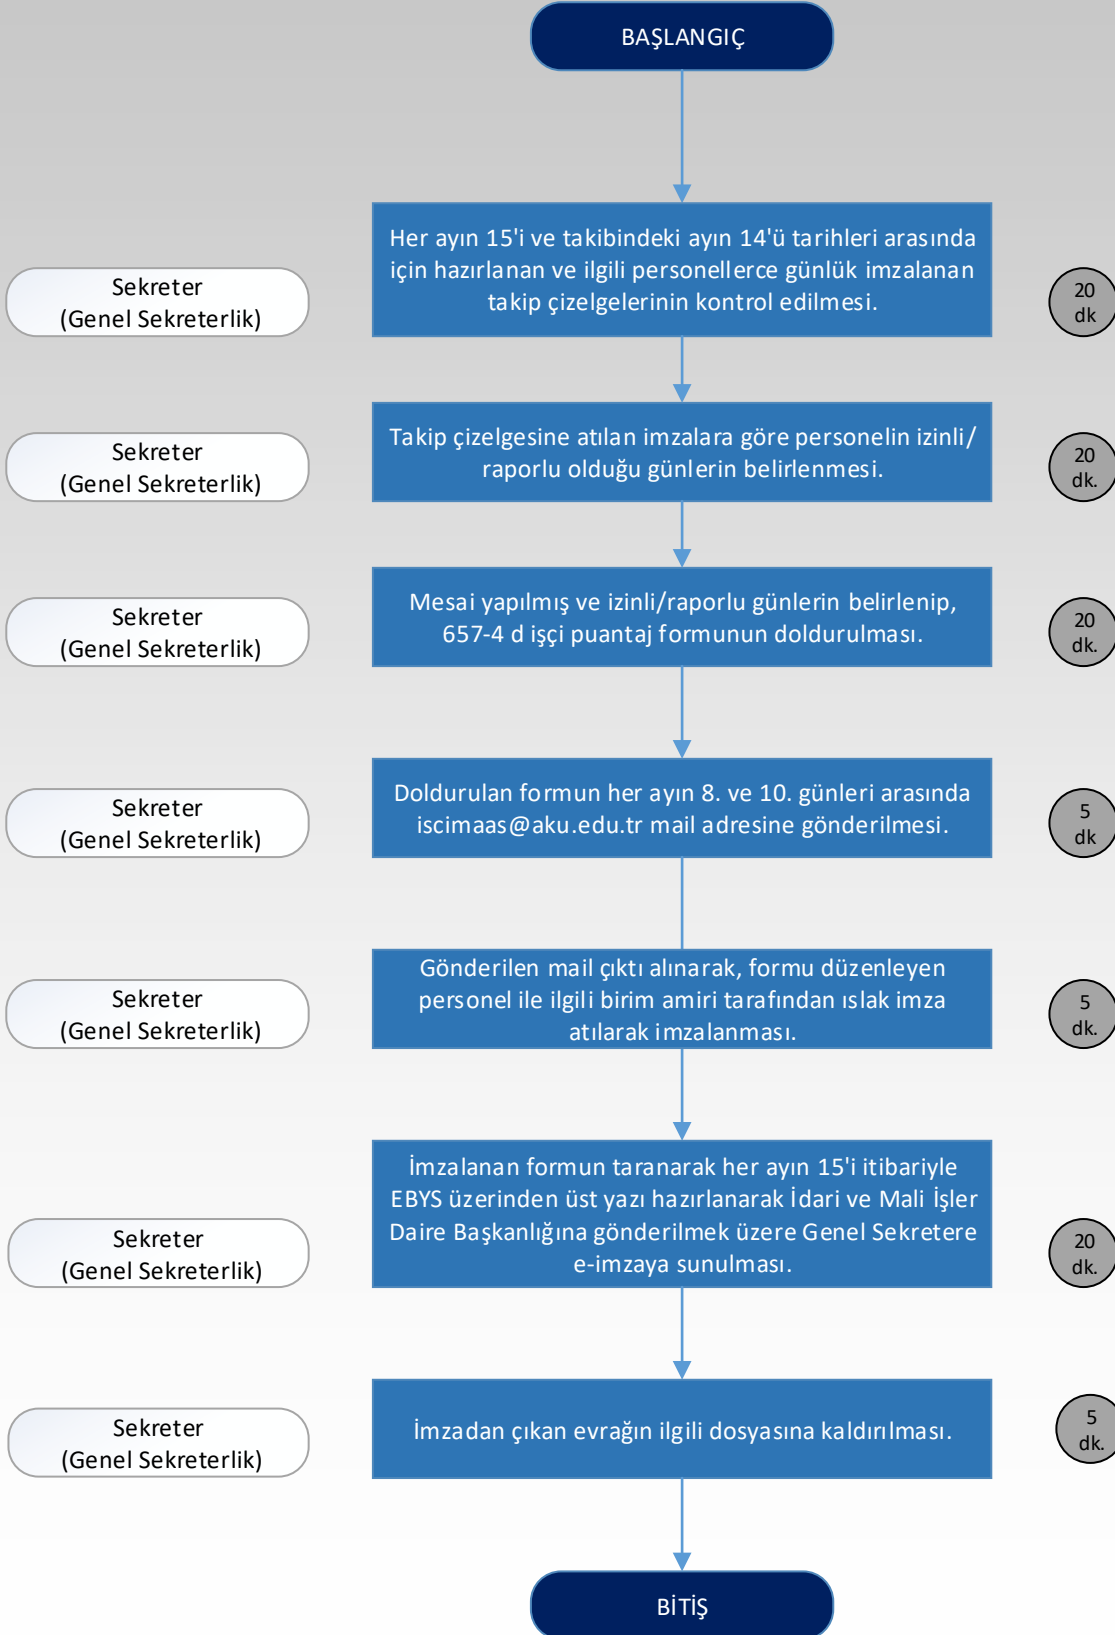 BAŞLANGIÇ
Her ayın 15'i ve takibindeki ayın 14'ü tarihleri arasında
için hazırlanan ve ilgili personellerce günlük imzalanan
takip çizelgelerinin kontrol edilmesi.
Sekreter
(Genel Sekreterlik)
20
dk
Takip çizelgesine atılan imzalara göre personelin izinli/
raporlu olduğu günlerin belirlenmesi.
Sekreter
(Genel Sekreterlik)
20
dk.
Mesai yapılmış ve izinli/raporlu günlerin belirlenip,
657-4 d işçi puantaj formunun doldurulması.
Sekreter
(Genel Sekreterlik)
20
dk.
Doldurulan formun her ayın 8. ve 10. günleri arasında
iscimaas@aku.edu.tr mail adresine gönderilmesi.
Sekreter
(Genel Sekreterlik)
5
dk
Gönderilen mail çıktı alınarak, formu düzenleyen
personel ile ilgili birim amiri tarafından ıslak imza
atılarak imzalanması.
Sekreter
(Genel Sekreterlik)
5
dk.
İmzalanan formun taranarak her ayın 15'i itibariyle
EBYS üzerinden üst yazı hazırlanarak İdari ve Mali İşler
Daire Başkanlığına gönderilmek üzere Genel Sekretere
e-imzaya sunulması.
Sekreter
(Genel Sekreterlik)
20
dk.
İmzadan çıkan evrağın ilgili dosyasına kaldırılması.
Sekreter
(Genel Sekreterlik)
5
dk.
BİTİŞ